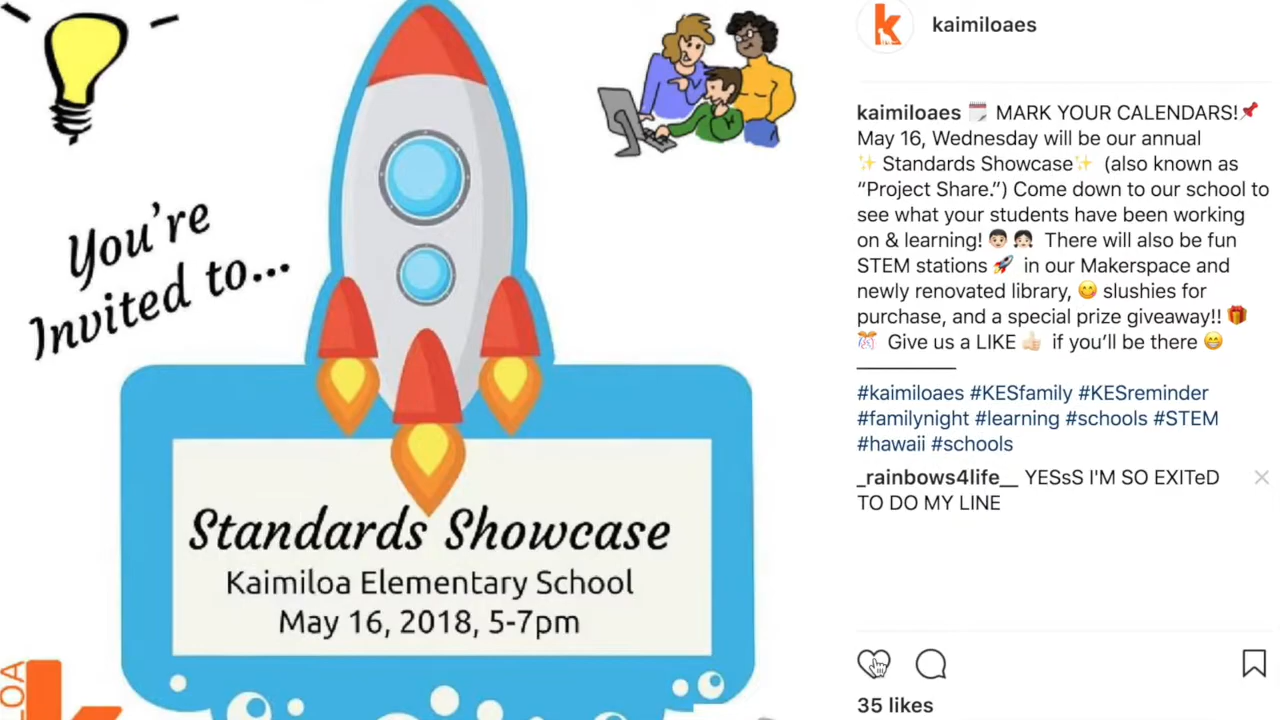 You're
Invited to...
Standards Showcase
Kaimiloa Elementary School
May 16, 2018, 5-7pm
k
kaimiloaes
kaimiloaes 🗓️ MARK YOUR CALENDARS!📌
May 16, Wednesday will be our annual
✨ Standards Showcase✨ (also known as
“Project Share.”) Come down to our school to
see what your students have been working
on & learning! 👦🏻👧🏻 There will also be fun
STEM stations 🚀 in our Makerspace and
newly renovated library, 😋 slushies for
purchase, and a special prize giveaway!! 🎁
🎊 Give us a LIKE 👍🏻 if you’ll be there 😁
#kaimiloaes #KESfamily #KESreminder
#familynight #learning #schools #STEM
#hawaii #schools
_rainbows4life__ YESsS I'M SO EXITeD
TO DO MY LINE
35 likes